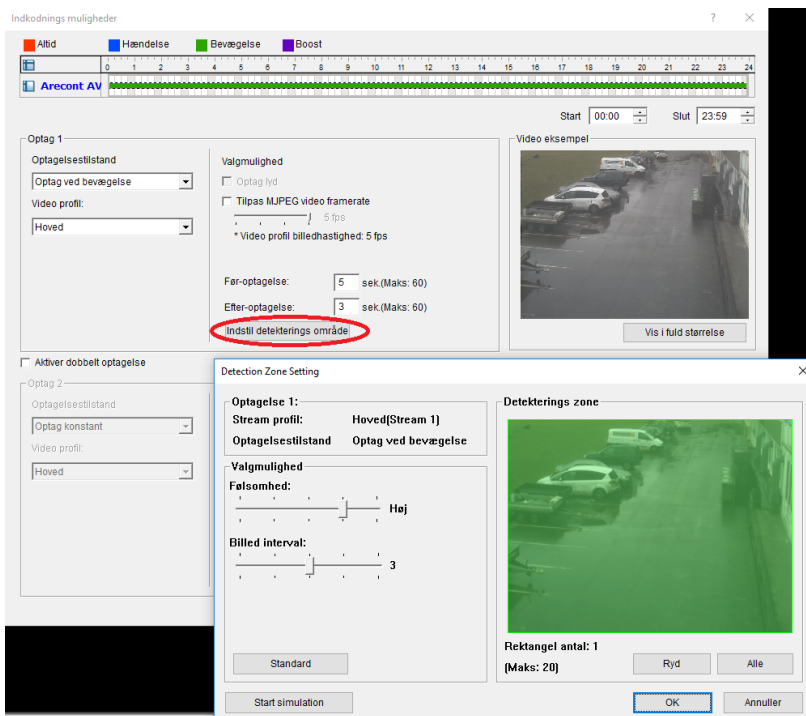 Indkodnings muligheder ? ×
Altid Hændelse Bevægelse Boost
0 1 2 3 4 5 6 7 8 9 10 11 12 13 14 15 16 17 18 19 20 21 22 23 24
Arecont AV
Start 00:00 Slut 23:59
Optag 1
Optagelsestilstand
Optag ved bevægelse
Video profil:
Hoved
Valgmulighed
Optag lyd
Tilpas MJPEG video framerate
5 fps
* Video profil billedhastighed: 5 fps
Før-optagelse: 5 sek.(Maks: 60)
Efter-optagelse: 3 sek.(Maks: 60)
Indstil detekterings område
Video eksempel
Vis i fuld størrelse
Aktiver dobbelt optagelse
Optag 2
Optagelsestilstand
Optag konstant
Video profil:
Hoved
Detection Zone Setting ×
Optagelse 1:
Stream profil: Hoved(Stream 1)
Optagelsestilstand Optag ved bevægelse
Valgmulighed
Følsomhed:
Høj
Billed interval:
3
Standard
Start simulation
Detekterings zone
Rektangel antal: 1
(Maks: 20)
Ryd Alle
OK Annuller